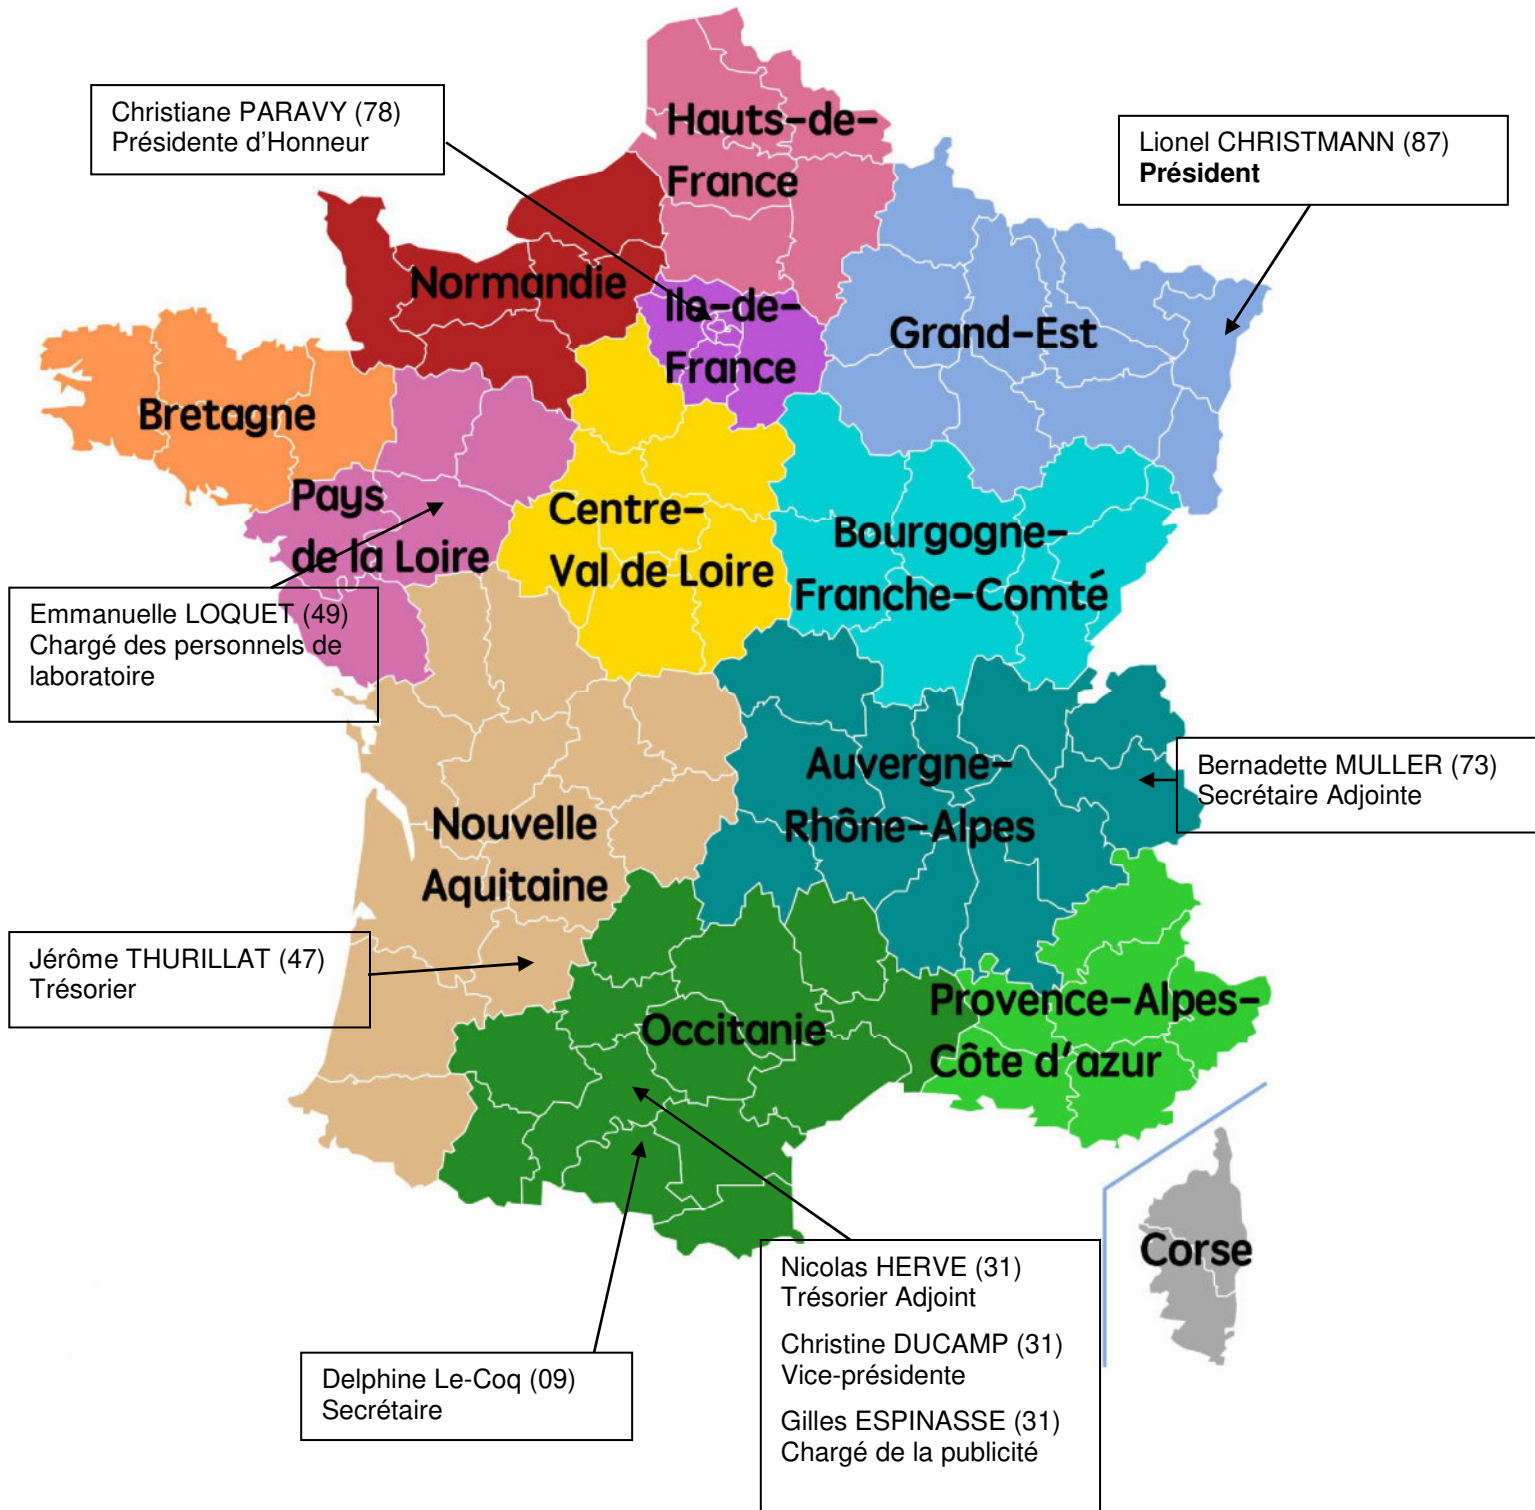 Christiane PARAVY (78)
Présidente d’Honneur
Lionel CHRISTMANN (87)
Président
Hauts-de-
France
Normandie
Ile-de-
France
Grand-Est
Bretagne
Pays
de la Loire
Centre-
Val de Loire
Bourgogne-
Franche-Comté
Emmanuelle LOQUET (49)
Chargé des personnels de
laboratoire
Auvergne-
Rhône-Alpes
Bernadette MULLER (73)
Secrétaire Adjointe
Nouvelle
Aquitaine
Jérôme THURILLAT (47)
Trésorier
Occitanie
Provence-Alpes-
Côte d’azur
Corse
Nicolas HERVE (31)
Trésorier Adjoint
Christine DUCAMP (31)
Vice-présidente
Gilles ESPINASSE (31)
Chargé de la publicité
Delphine Le-Coq (09)
Secrétaire